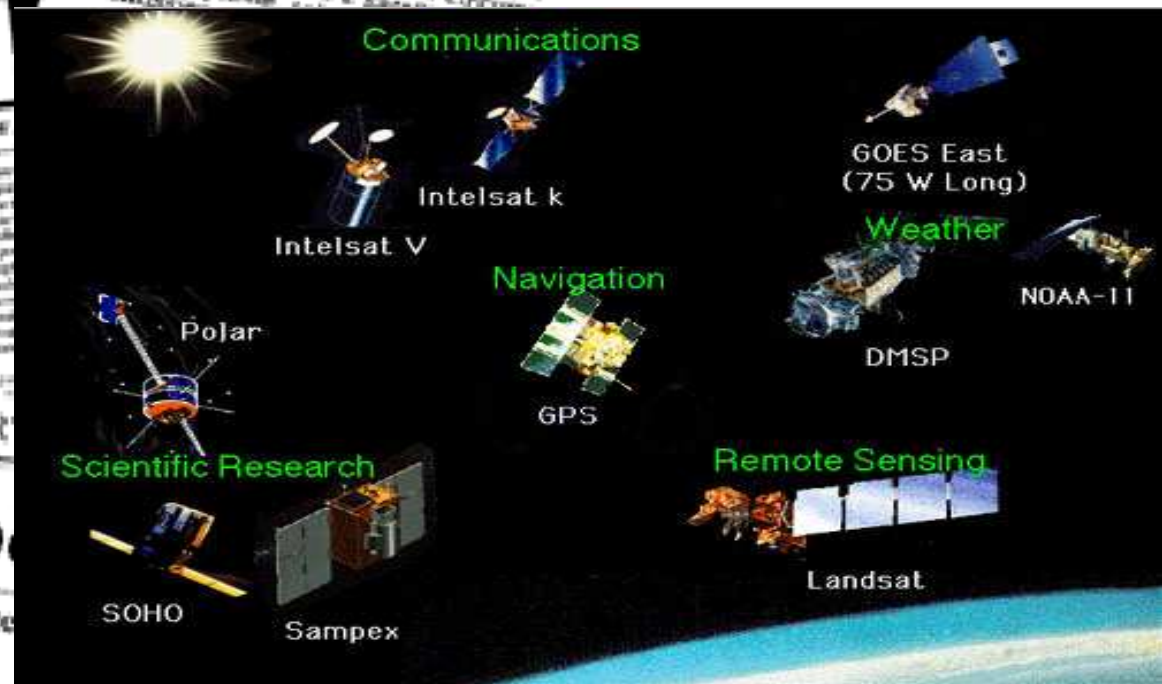 Communications
GOES East
(75 W Long)
Intelsat k
Intelsat V
Weather
Navigation
NOAA-11
Polar
DMSP
GPS
Scientific Research
Remote Sensing
Landsat
SOHO
Sampex